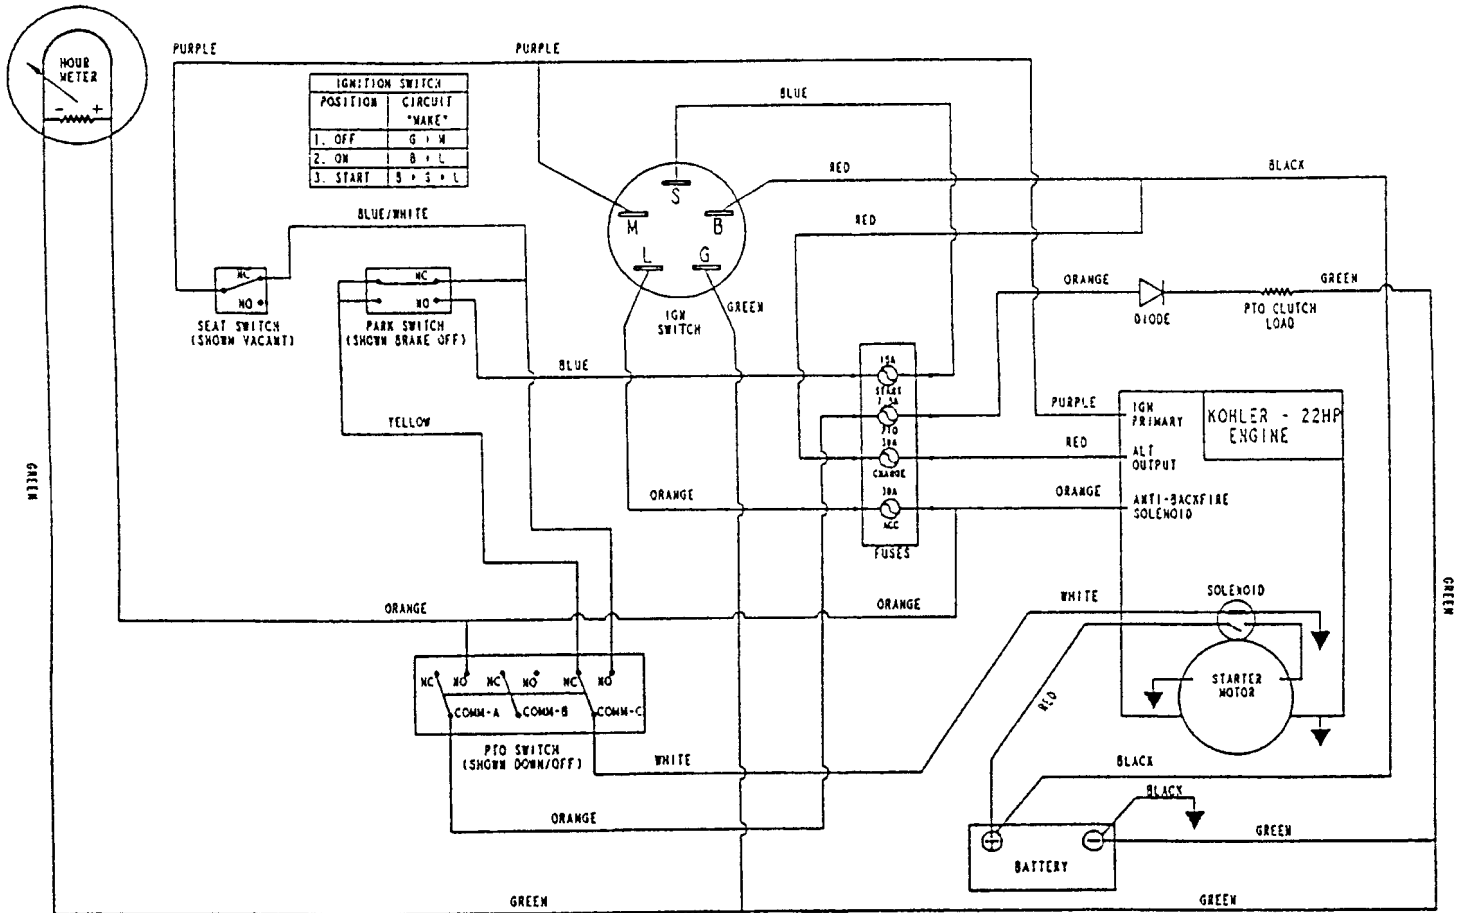 HOUR
METER
- +
PURPLE
PURPLE
IGNITION SWITCH
POSITION CIRCUIT
"MAKE"
1. OFF G + M
2. ON B + L
3. START B + S + L
BLUE
RED
BLACK
S
M
B
L
G
IGN
SWITCH
RED
BLUE/WHITE
NC
NO
SEAT SWITCH
(SHOWN VACANT)
NC
NO
PARK SWITCH
(SHOWN BRAKE OFF)
GREEN
ORANGE
DIODE
PTO CLUTCH
LOAD
GREEN
BLUE
15A
START
7.5A
PTO
30A
CHARGE
30A
ACC
FUSES
YELLOW
PURPLE
IGN
PRIMARY
KOHLER - 22HP
ENGINE
RED
ALT
OUTPUT
ORANGE
ORANGE
ANTI-BACKFIRE
SOLENOID
GREEN
ORANGE
ORANGE
WHITE
SOLENOID
GREEN
STARTER
MOTOR
RED
NC NO NC NO NC NO
COMM-A COMM-B COMM-C
PTO SWITCH
(SHOWN DOWN/OFF)
WHITE
BLACK
BLACK
ORANGE
+ -
BATTERY
GREEN
GREEN
GREEN